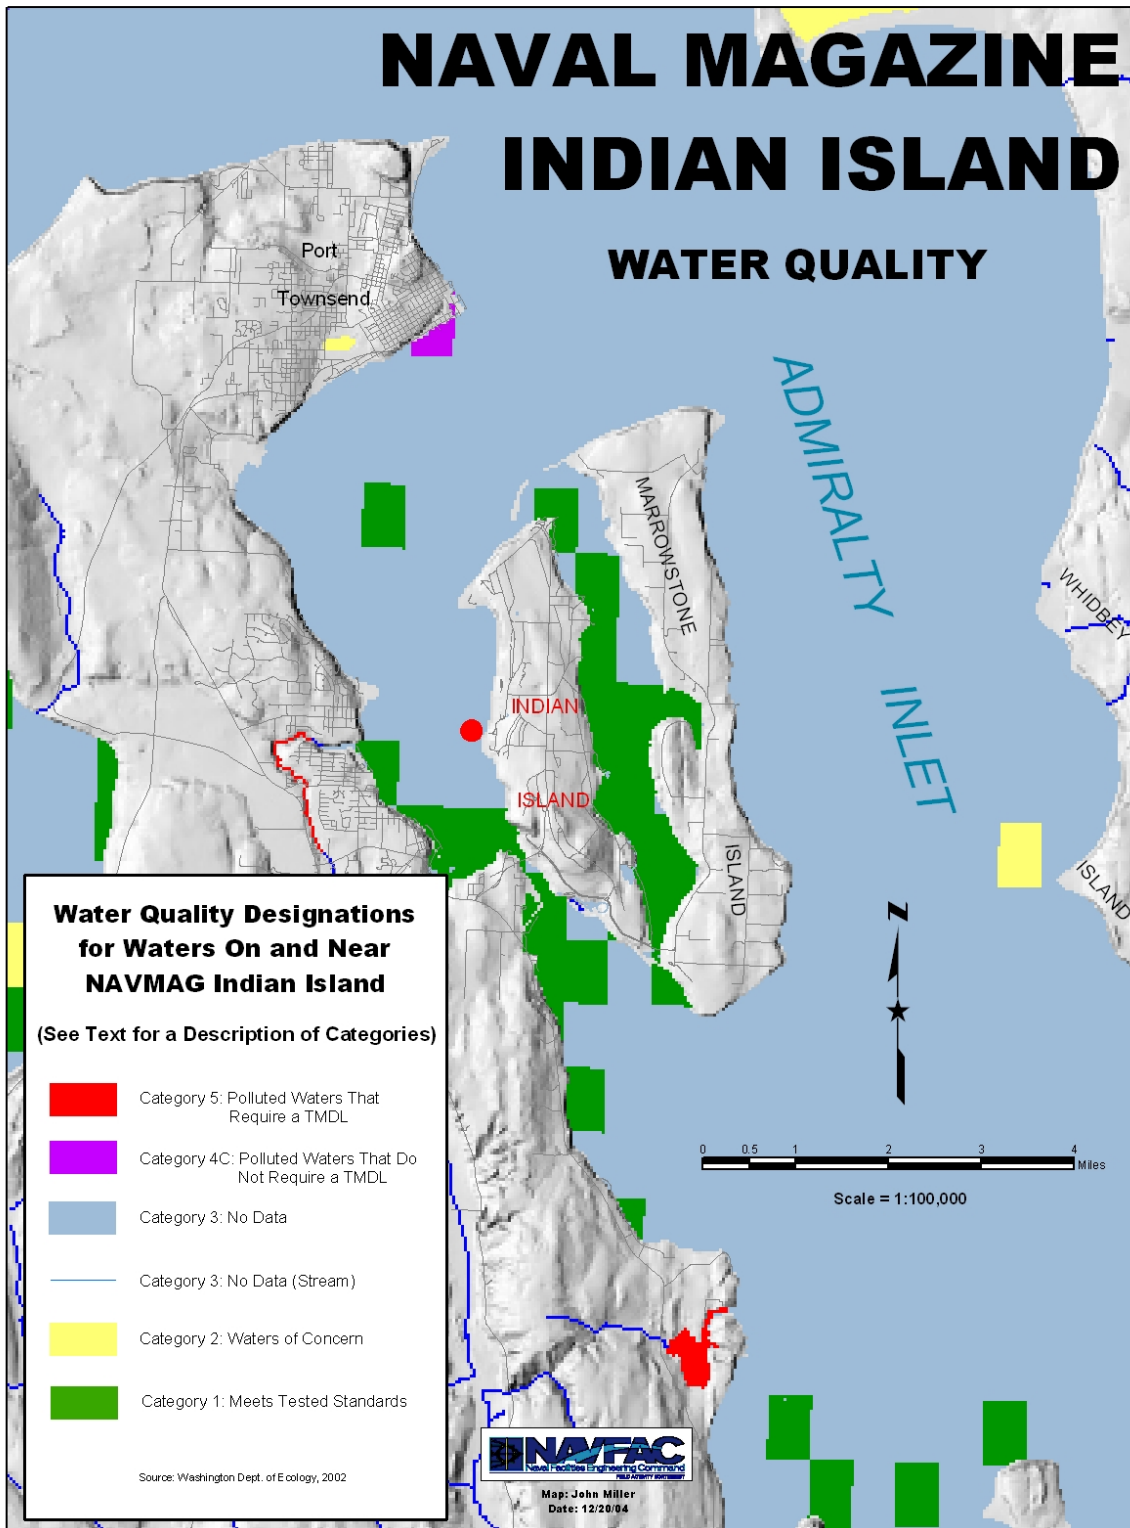 NAVAL MAGAZINE
INDIAN ISLAND
WATER QUALITY
Port
Townsend
ADMIRALTY
INLET
MARROWSTONE
ISLAND
WHIDBEY
ISLAND
INDIAN
ISLAND
N
0 0.5 1 2 3 4
Miles
Scale = 1:100,000
Water Quality Designations
for Waters On and Near
NAVMAG Indian Island
(See Text for a Description of Categories)
Category 5: Polluted Waters That
Require a TMDL
Category 4C: Polluted Waters That Do
Not Require a TMDL
Category 3: No Data
Category 3: No Data (Stream)
Category 2: Waters of Concern
Category 1: Meets Tested Standards
Source: Washington Dept. of Ecology, 2002
NAVFAC
Naval Facilities Engineering Command
Map: John Miller
Date: 12/20/04